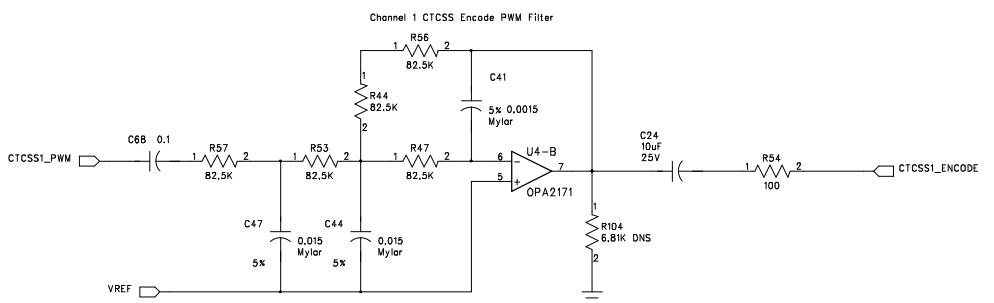 Channel 1 CTCSS Encode PWM Filter
R56
1 2
82.5K
C41
1
R44
82.5K
2
5% 0.0015
Mylar
C68 0.1
R57
1 2
82.5K
R53
1 2
82.5K
R47
1 2
82.5K
CTCSS1_PWM
U4-B
6 −
7
5 +
OPA2171
C24
10uF
25V
R54
1 2
100
CTCSS1_ENCODE
C47
0.015
Mylar
5%
C44
0.015
Mylar
5%
1
R104
6.81K DNS
2
VREF